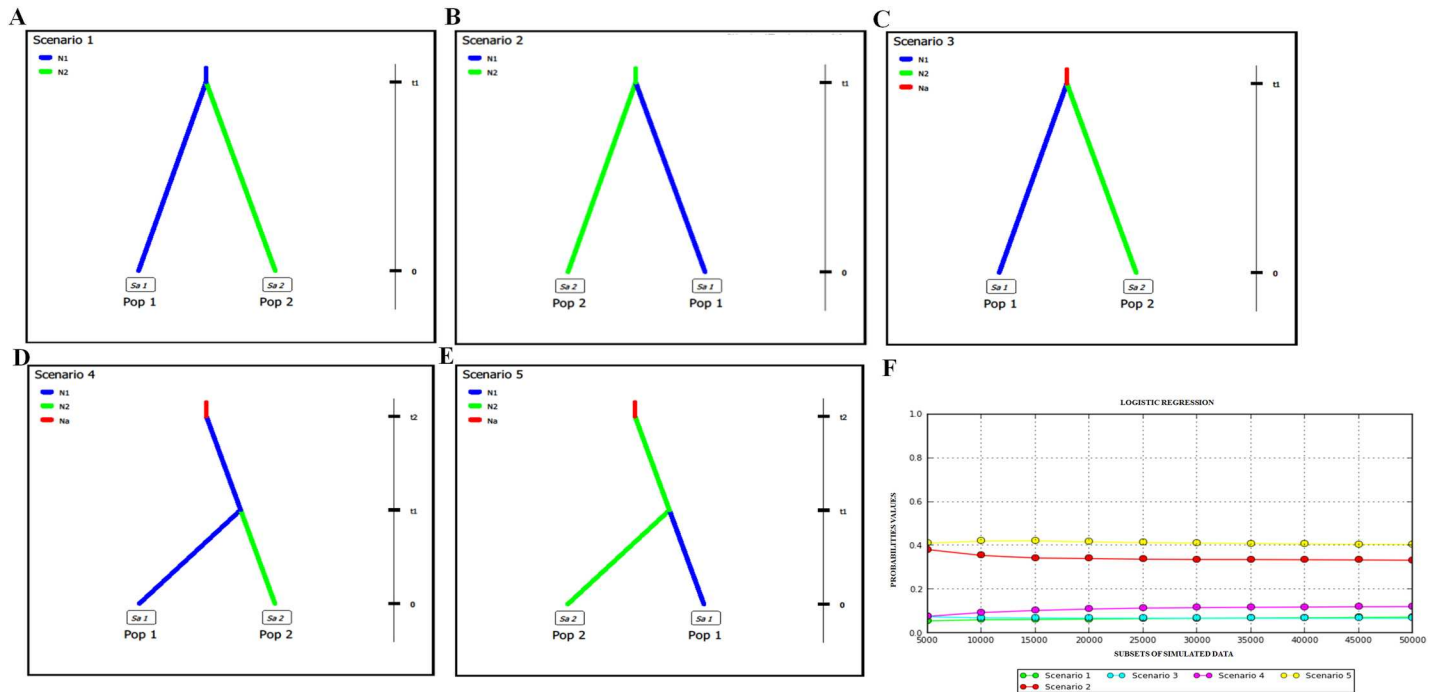 A
Scenario 1
N1
N2
t1
0
Sa 1
Sa 2
Pop 1
Pop 2
B
Scenario 2
N1
N2
t1
0
Sa 2
Sa 1
Pop 2
Pop 1
C
Scenario 3
N1
N2
Na
t1
0
Sa 1
Sa 2
Pop 1
Pop 2
D
Scenario 4
N1
N2
Na
t2
t1
0
Sa 1
Sa 2
Pop 1
Pop 2
E
Scenario 5
N1
N2
Na
t2
t1
0
Sa 2
Sa 1
Pop 2
Pop 1
F
LOGISTIC REGRESSION
PROBABILITIES VALUES
1.0
0.8
0.6
0.4
0.2
0.0
5000 10000 15000 20000 25000 30000 35000 40000 45000 50000
SUBSETS OF SIMULATED DATA
Scenario 1 Scenario 3 Scenario 4 Scenario 5
Scenario 2